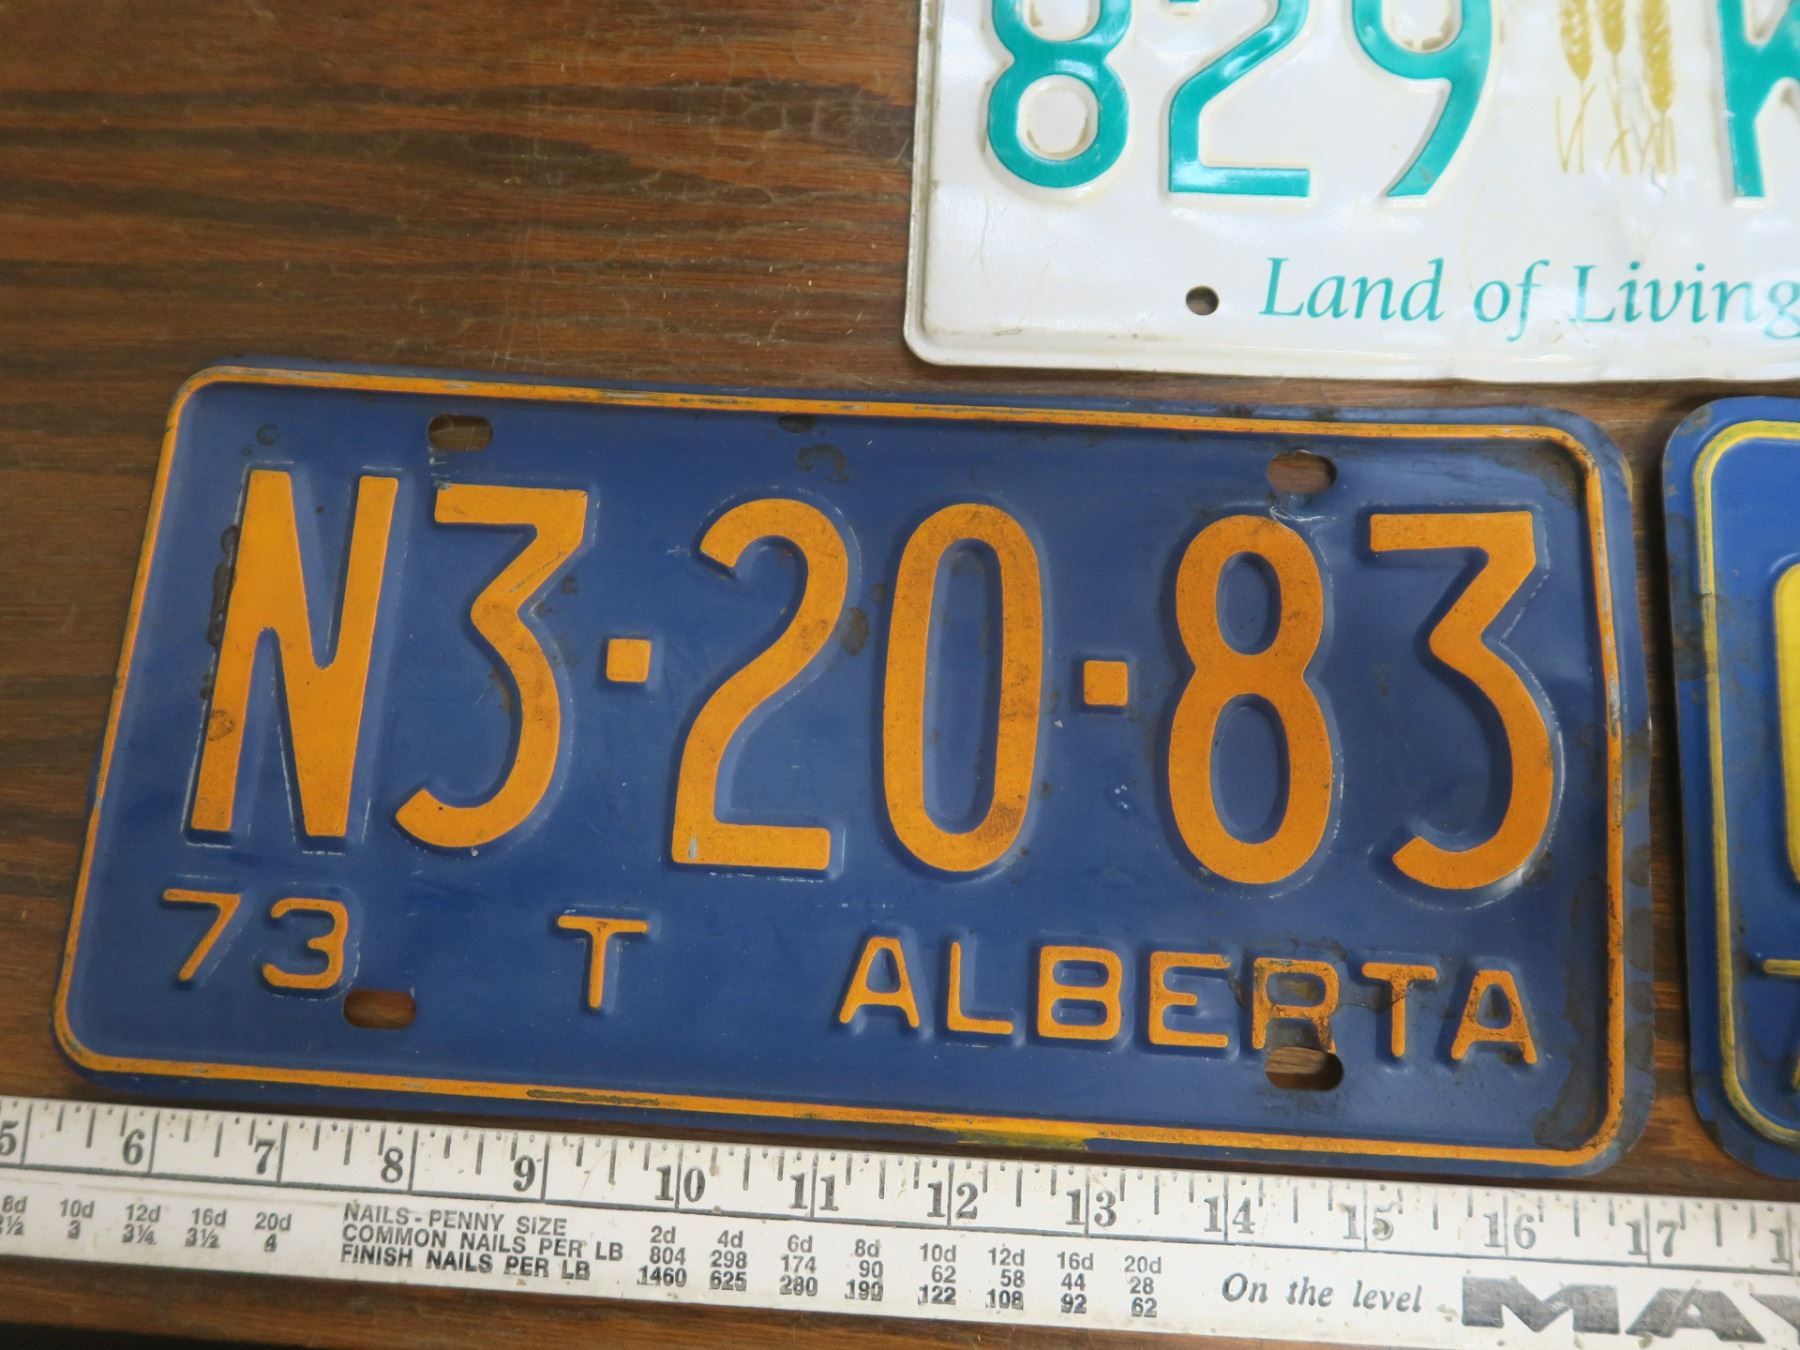 829 K
Land of Living
N3-20-83
73 T ALBERTA
5 6 7 8 9 10 11 12 13 14 15 16 17
8d 10d 12d 16d 20d
2½ 3 3¼ 3½ 4
NAILS - PENNY SIZE 2d 4d 6d 8d 10d 12d 16d 20d
COMMON NAILS PER LB 804 298 174 90 62 58 44 28
FINISH NAILS PER LB 1460 625 280 190 122 108 92 62
On the level